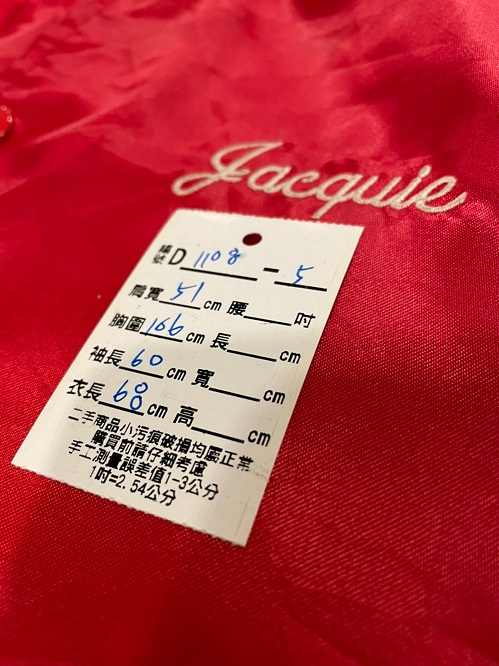 Jacquie
編號 D 1108 - 5
肩寬 51 cm 腰 吋
胸圍 106 cm 長 cm
袖長 60 cm 寬 cm
衣長 68 cm 高 cm
二手商品小污痕破損均屬正常
購買前請仔細考慮
手工測量誤差值1-3公分
1吋=2.54公分